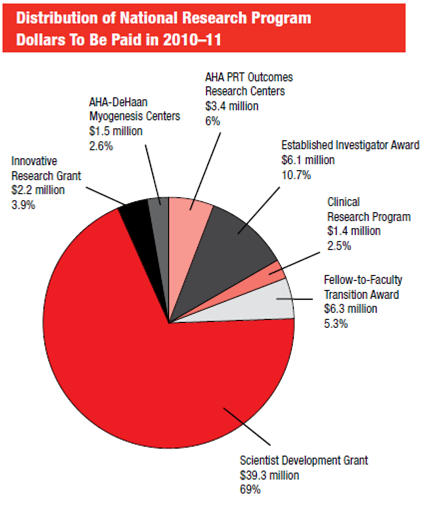 Distribution of National Research Program
Dollars To Be Paid in 2010–11
AHA PRT Outcomes
Research Centers
$3.4 million
6%
AHA-DeHaan
Myogenesis Centers
$1.5 million
2.6%
Established Investigator Award
$6.1 million
10.7%
Innovative
Research Grant
$2.2 million
3.9%
Clinical
Research Program
$1.4 million
2.5%
Fellow-to-Faculty
Transition Award
$6.3 million
5.3%
Scientist Development Grant
$39.3 million
69%